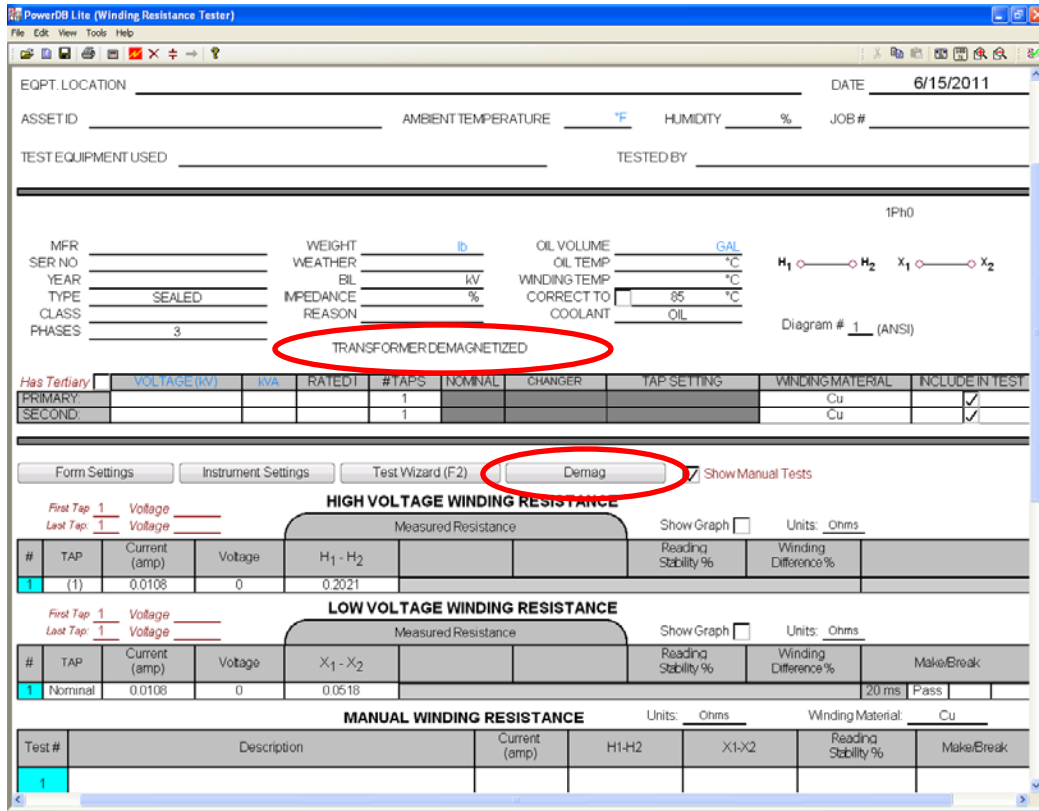 PowerDB Lite (Winding Resistance Tester)
File Edit View Tools Help
EQPT. LOCATION DATE 6/15/2011
ASSET ID AMBIENT TEMPERATURE °F HUMIDITY % JOB #
TEST EQUIPMENT USED TESTED BY
1Ph0
MFR WEIGHT lb OIL VOLUME GAL
SER NO WEATHER OIL TEMP °C
H1 H2 X1 X2
YEAR BIL kV WINDING TEMP °C
TYPE SEALED IMPEDANCE % CORRECT TO 85 °C
CLASS REASON COOLANT OIL
PHASES 3 Diagram # 1 (ANSI)
TRANSFORMER DEMAGNETIZED
Has Tertiary VOLTAGE (kV) kVA RATED I #TAPS NOMINAL CHANGER TAP SETTING WINDING MATERIAL INCLUDE IN TEST
PRIMARY: 1 Cu ✓
SECOND: 1 Cu ✓
Form Settings Instrument Settings Test Wizard (F2) Demag ✓ Show Manual Tests
HIGH VOLTAGE WINDING RESISTANCE
First Tap 1 Voltage
Last Tap: 1 Voltage Measured Resistance Show Graph Units: Ohms
# TAP Current (amp) Voltage H1 - H2 Reading Stability % Winding Difference %
1 (1) 0.0108 0 0.2021
LOW VOLTAGE WINDING RESISTANCE
First Tap 1 Voltage
Last Tap: 1 Voltage Measured Resistance Show Graph Units: Ohms
# TAP Current (amp) Voltage X1 - X2 Reading Stability % Winding Difference % Make/Break
1 Nominal 0.0108 0 0.0518 20 ms Pass
MANUAL WINDING RESISTANCE Units: Ohms Winding Material: Cu
Test # Description Current (amp) H1-H2 X1-X2 Reading Stability % Make/Break
1